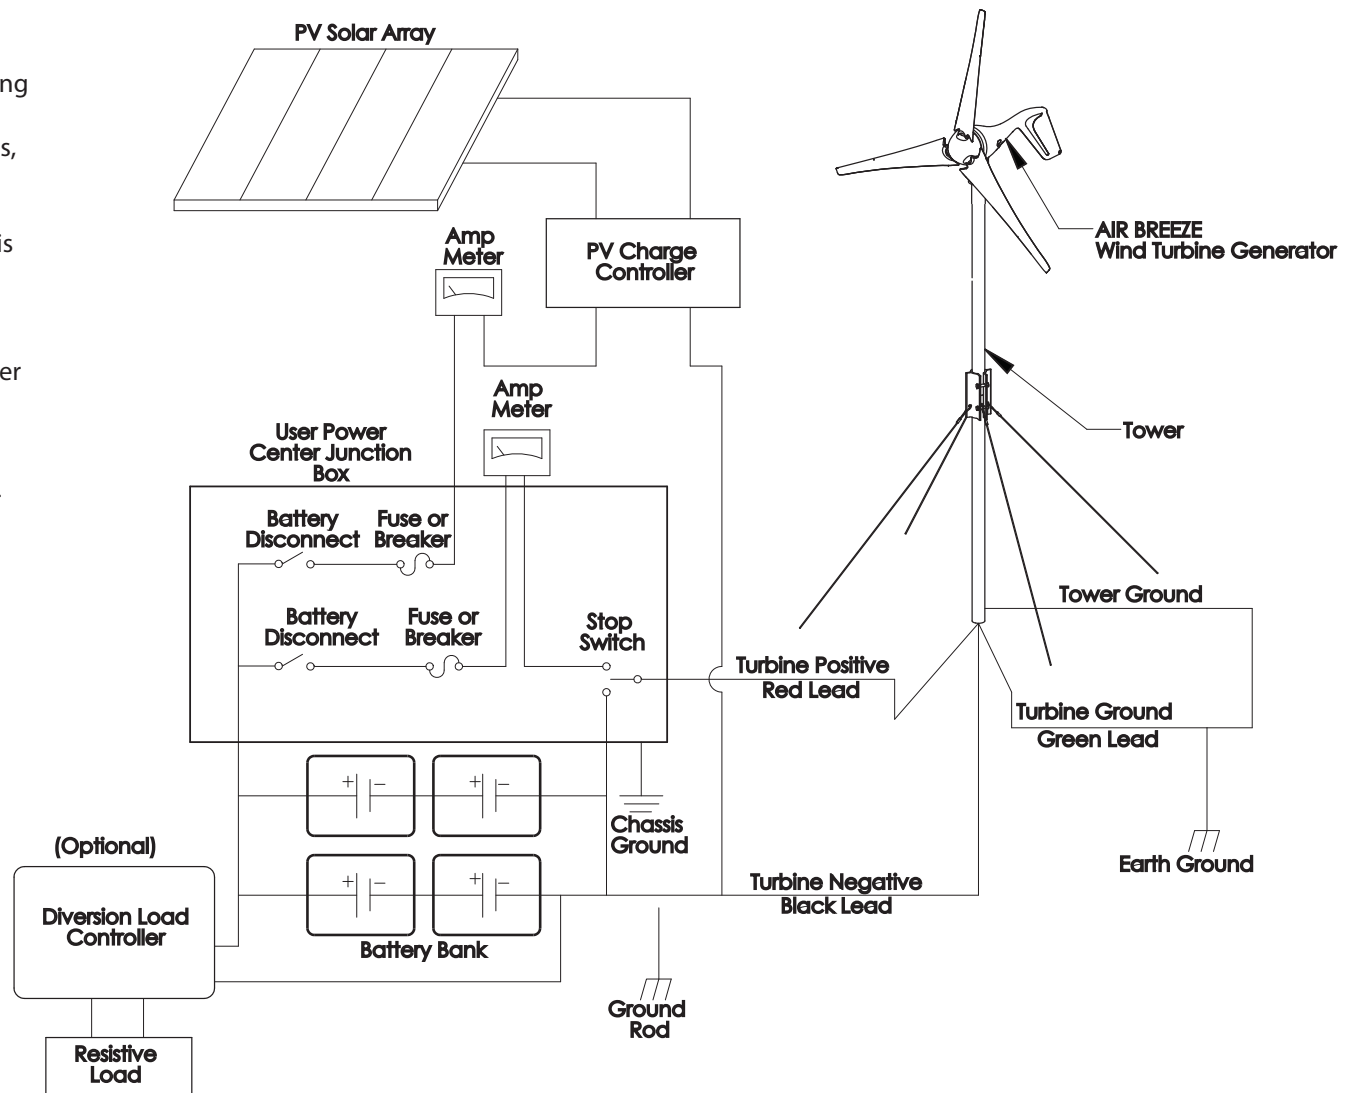 PV Solar Array
ng
s,
is
er
Amp
Meter
PV Charge
Controller
AIR BREEZE
Wind Turbine Generator
Amp
Meter
Tower
User Power
Center Junction
Box
Battery
Disconnect
Fuse or
Breaker
Battery
Disconnect
Fuse or
Breaker
Stop
Switch
Tower Ground
Turbine Positive
Red Lead
Turbine Ground
Green Lead
+ − + −
Chassis
Ground
(Optional)
Earth Ground
Diversion Load
Controller
+ − + −
Turbine Negative
Black Lead
Battery Bank
Ground
Rod
Resistive
Load